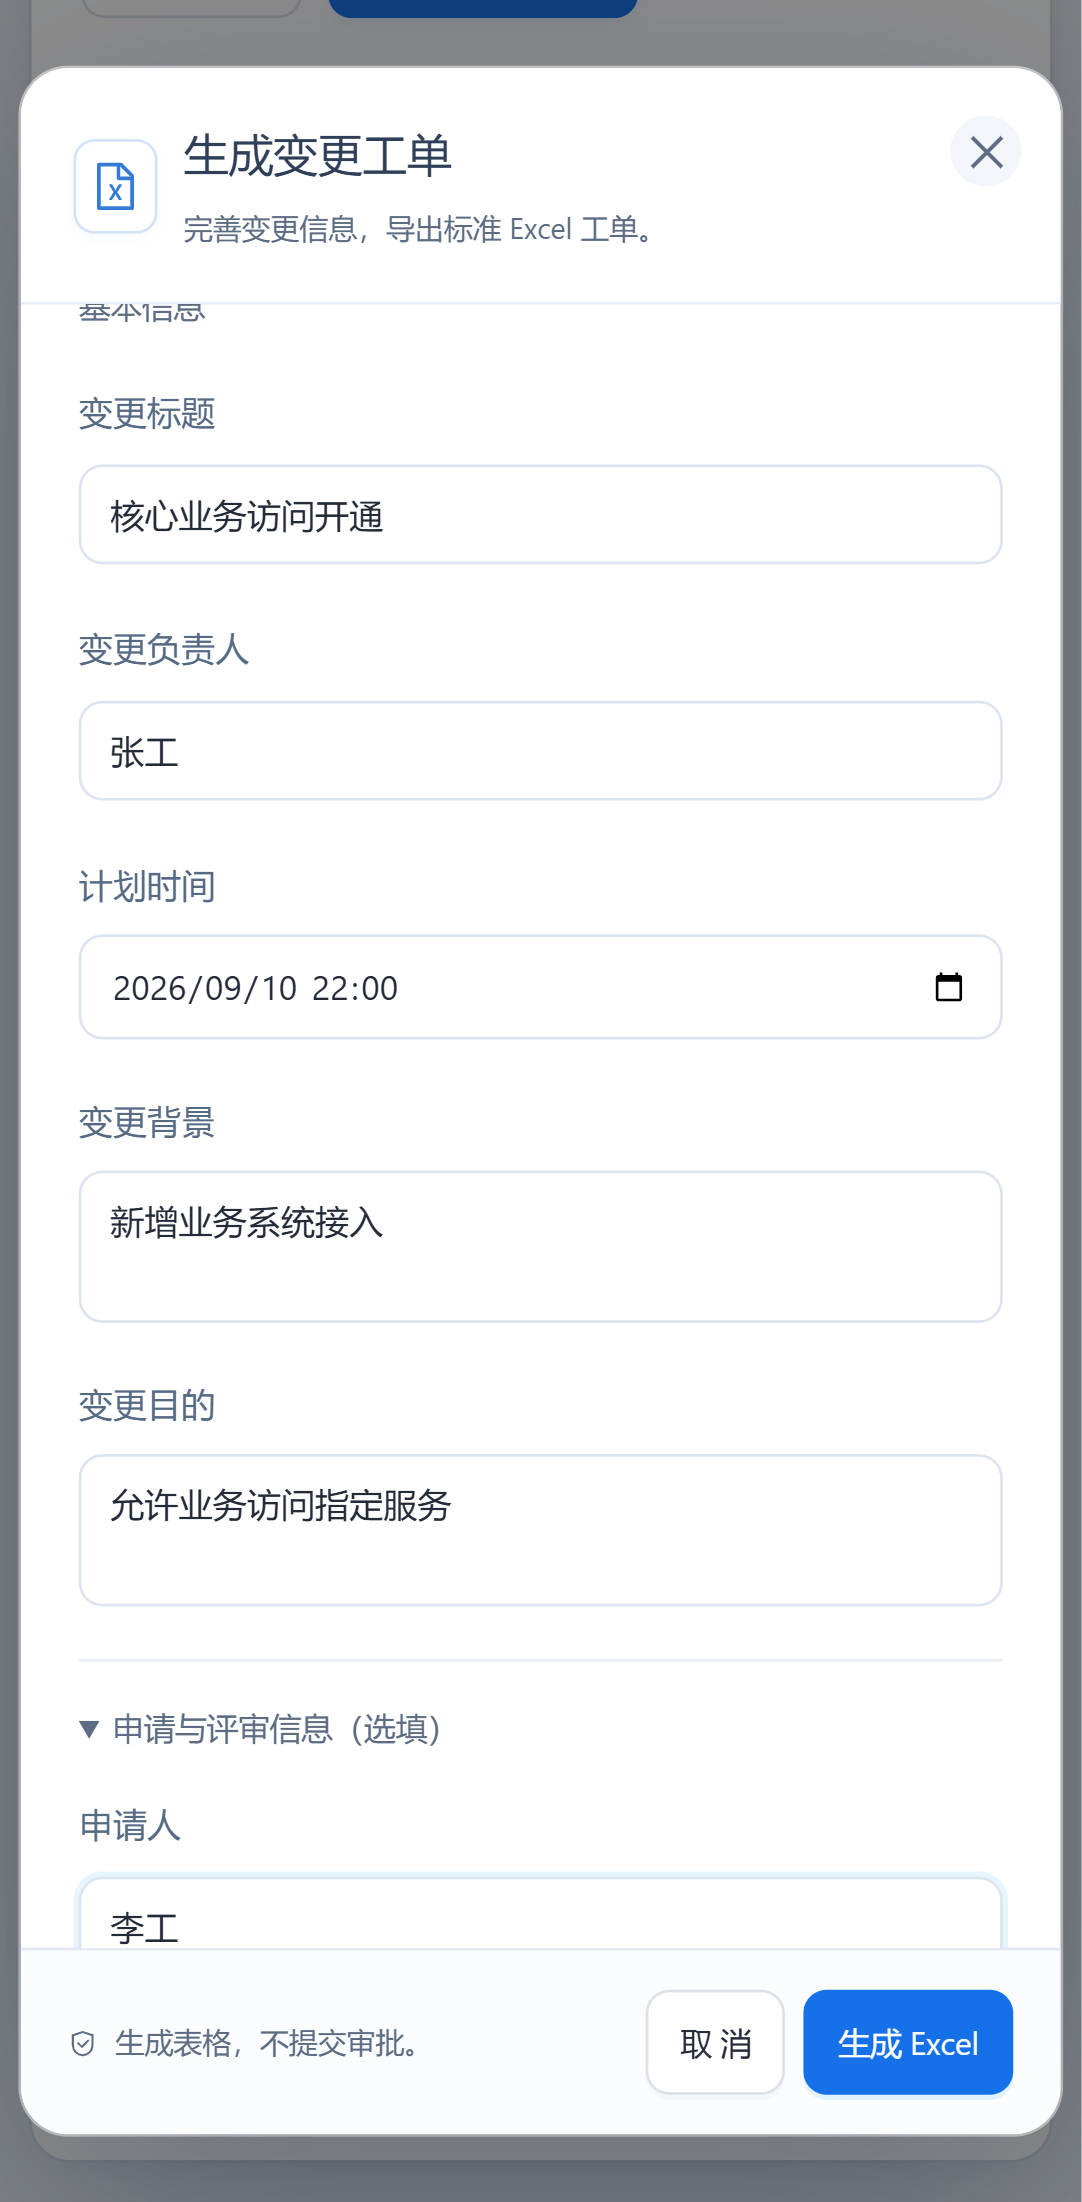 生成变更工单
完善变更信息，导出标准 Excel 工单。
基本信息
变更标题
核心业务访问开通
变更负责人
张工
计划时间
2026/09/10 22:00
变更背景
新增业务系统接入
变更目的
允许业务访问指定服务
▼ 申请与评审信息（选填）
申请人
李工
生成表格，不提交审批。
取 消
生成 Excel